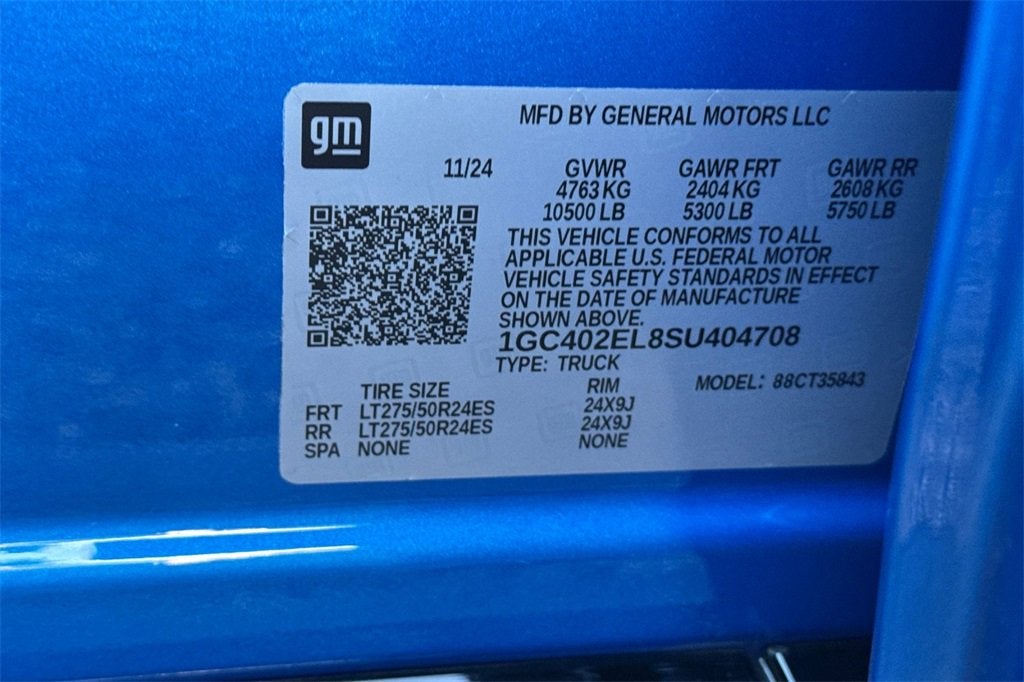 gm
MFD BY GENERAL MOTORS LLC
11/24 GVWR GAWR FRT GAWR RR
4763 KG 2404 KG 2608 KG
10500 LB 5300 LB 5750 LB
THIS VEHICLE CONFORMS TO ALL
APPLICABLE U.S. FEDERAL MOTOR
VEHICLE SAFETY STANDARDS IN EFFECT
ON THE DATE OF MANUFACTURE
SHOWN ABOVE.
1GC402EL8SU404708
TYPE: TRUCK
TIRE SIZE RIM MODEL: 88CT35843
FRT LT275/50R24ES 24X9J
RR LT275/50R24ES 24X9J
SPA NONE NONE